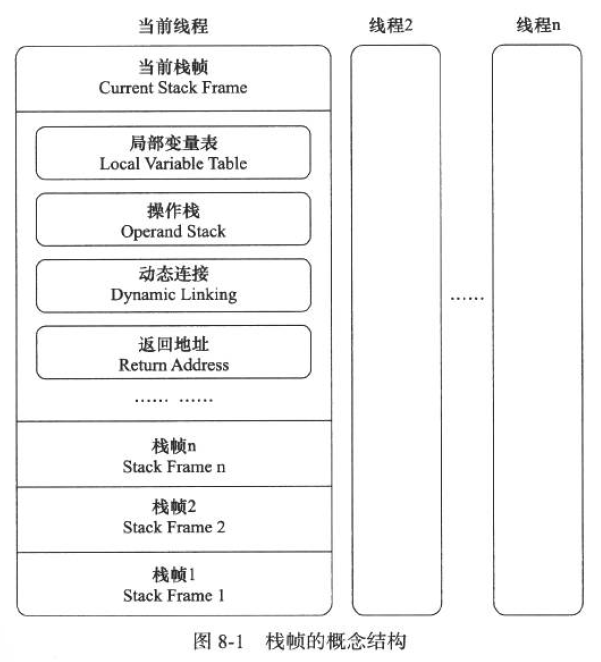 当前线程
线程2
线程n
当前栈帧
Current Stack Frame
局部变量表
Local Variable Table
操作栈
Operand Stack
动态连接
Dynamic Linking
返回地址
Return Address
…… ……
……
栈帧n
Stack Frame n
栈帧2
Stack Frame 2
栈帧1
Stack Frame 1
图 8-1 栈帧的概念结构